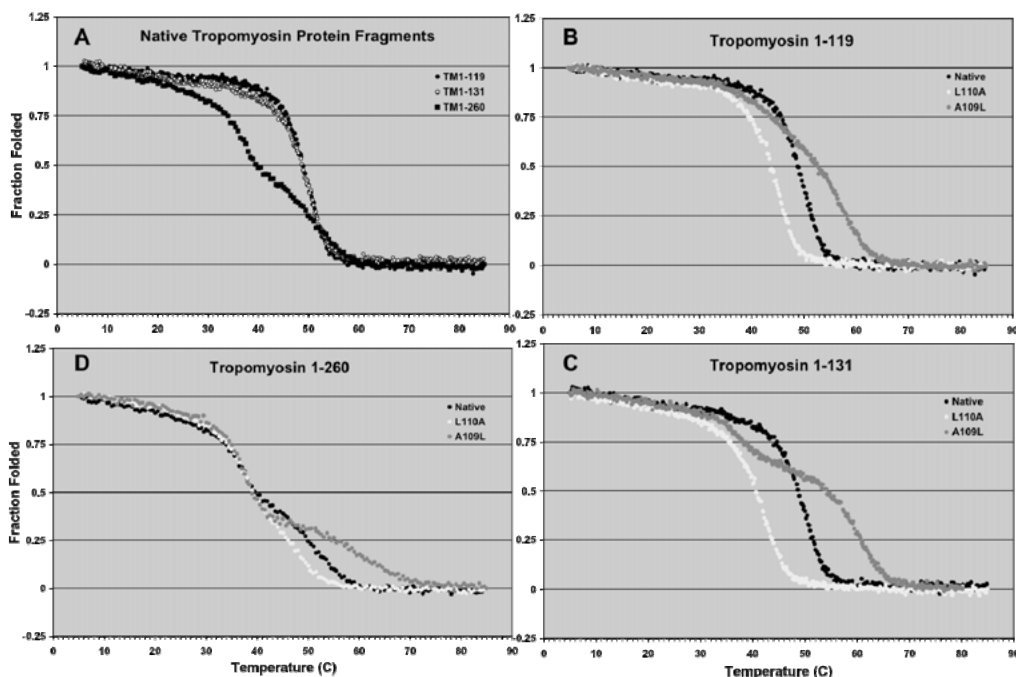 A
Native Tropomyosin Protein Fragments
TM1-119
TM1-131
TM1-260
Fraction Folded
1.25
1
0.75
0.5
0.25
0
-0.25
0 10 20 30 40 50 60 70 80 90
B
Tropomyosin 1-119
Native
L110A
A109L
1.25
1
0.75
0.5
0.25
0
-0.25
0 10 20 30 40 50 60 70 80 90
D
Tropomyosin 1-260
Native
L110A
A109L
Fraction Folded
1.25
1
0.75
0.5
0.25
0
-0.25
0 10 20 30 40 50 60 70 80 90
Temperature (C)
C
Tropomyosin 1-131
Native
L110A
A109L
1.25
1
0.75
0.5
0.25
0
-0.25
0 10 20 30 40 50 60 70 80 90
Temperature (C)